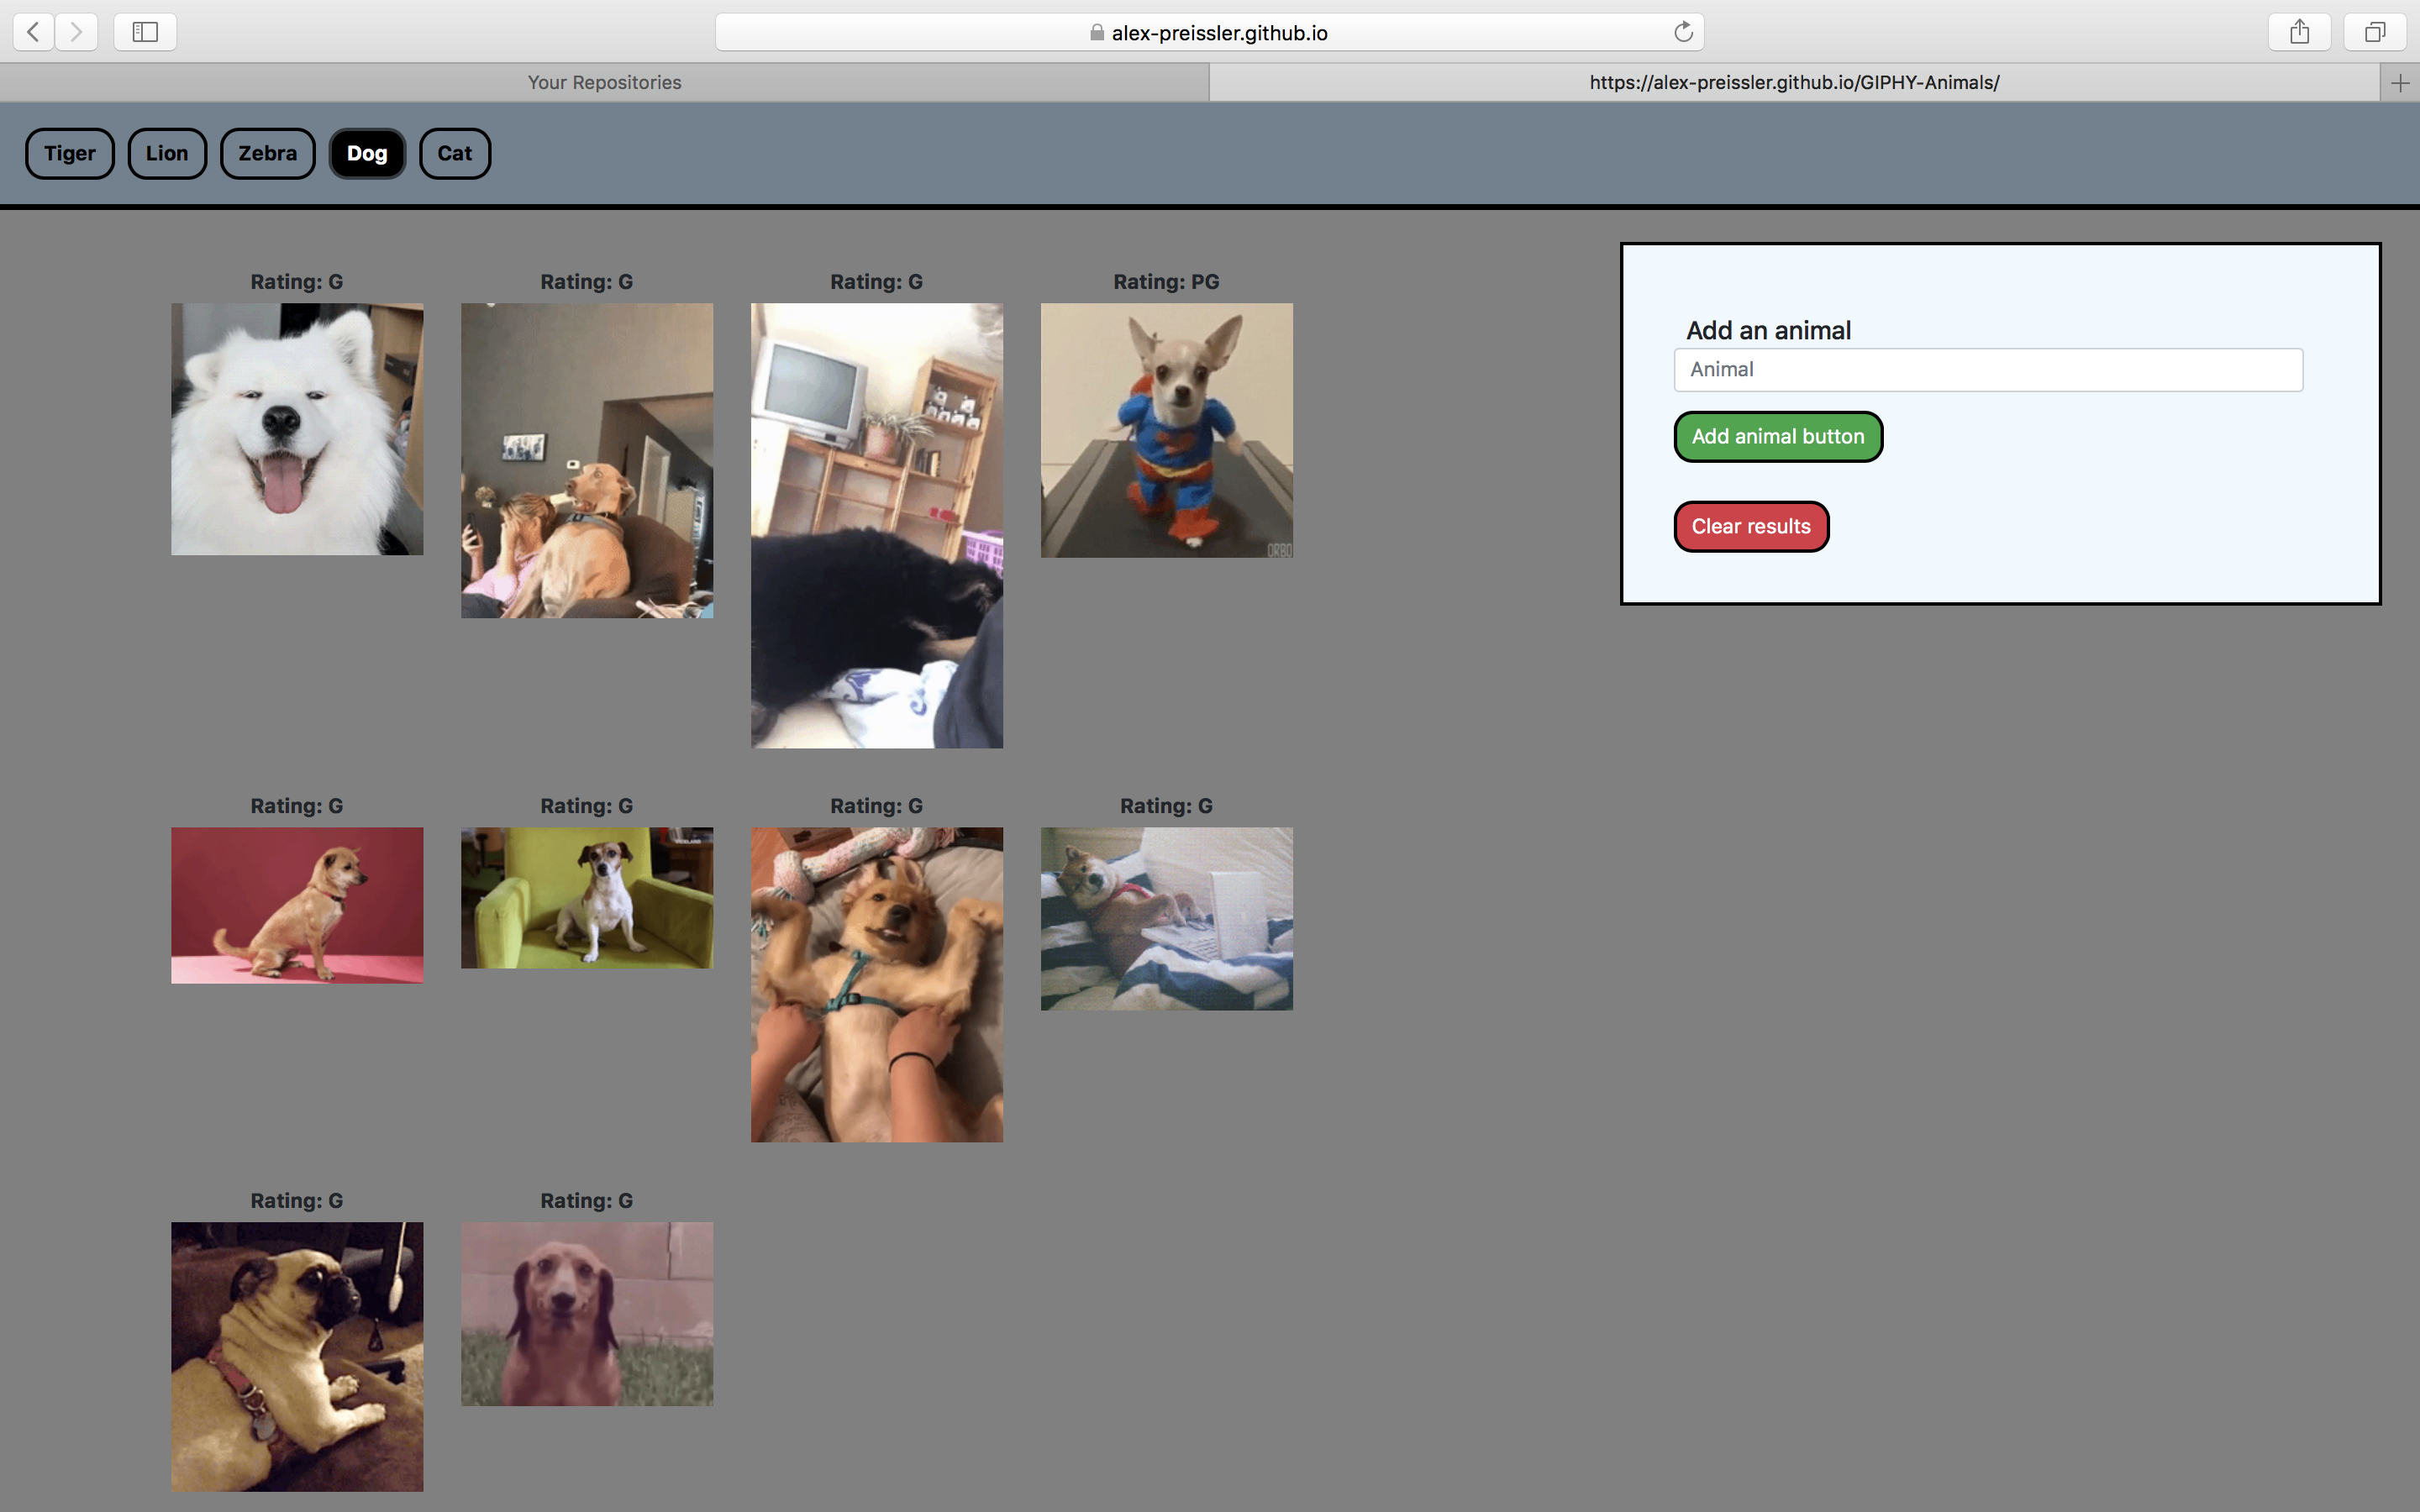 alex-preissler.github.io
Your Repositories
https://alex-preissler.github.io/GIPHY-Animals/
Tiger
Lion
Zebra
Dog
Cat
Rating: G
Rating: G
Rating: G
Rating: PG
ORBO
Add an animal
Animal
Add animal button
Clear results
Rating: G
Rating: G
VICELAND
Rating: G
Rating: G
Rating: G
Rating: G